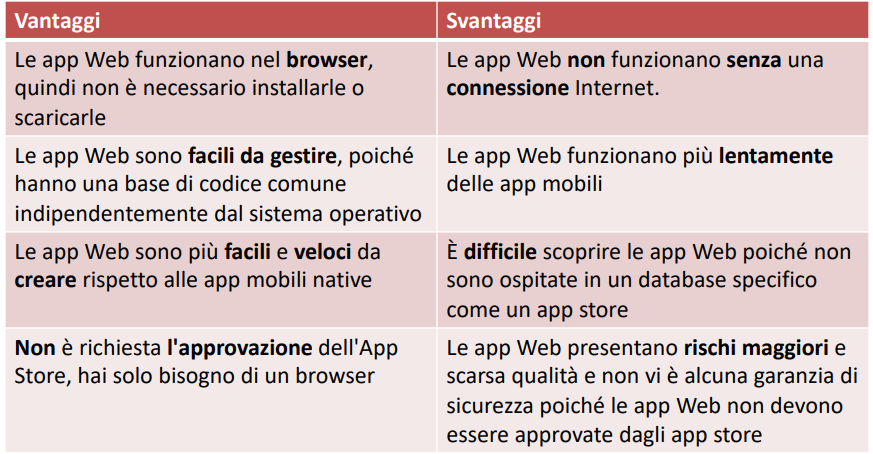 Vantaggi
Svantaggi
Le app Web funzionano nel browser,
quindi non è necessario installarle o
scaricarle
Le app Web non funzionano senza una
connessione Internet.
Le app Web sono facili da gestire, poiché
hanno una base di codice comune
indipendentemente dal sistema operativo
Le app Web funzionano più lentamente
delle app mobili
Le app Web sono più facili e veloci da
creare rispetto alle app mobili native
È difficile scoprire le app Web poiché non
sono ospitate in un database specifico
come un app store
Non è richiesta l'approvazione dell'App
Store, hai solo bisogno di un browser
Le app Web presentano rischi maggiori e
scarsa qualità e non vi è alcuna garanzia di
sicurezza poiché le app Web non devono
essere approvate dagli app store